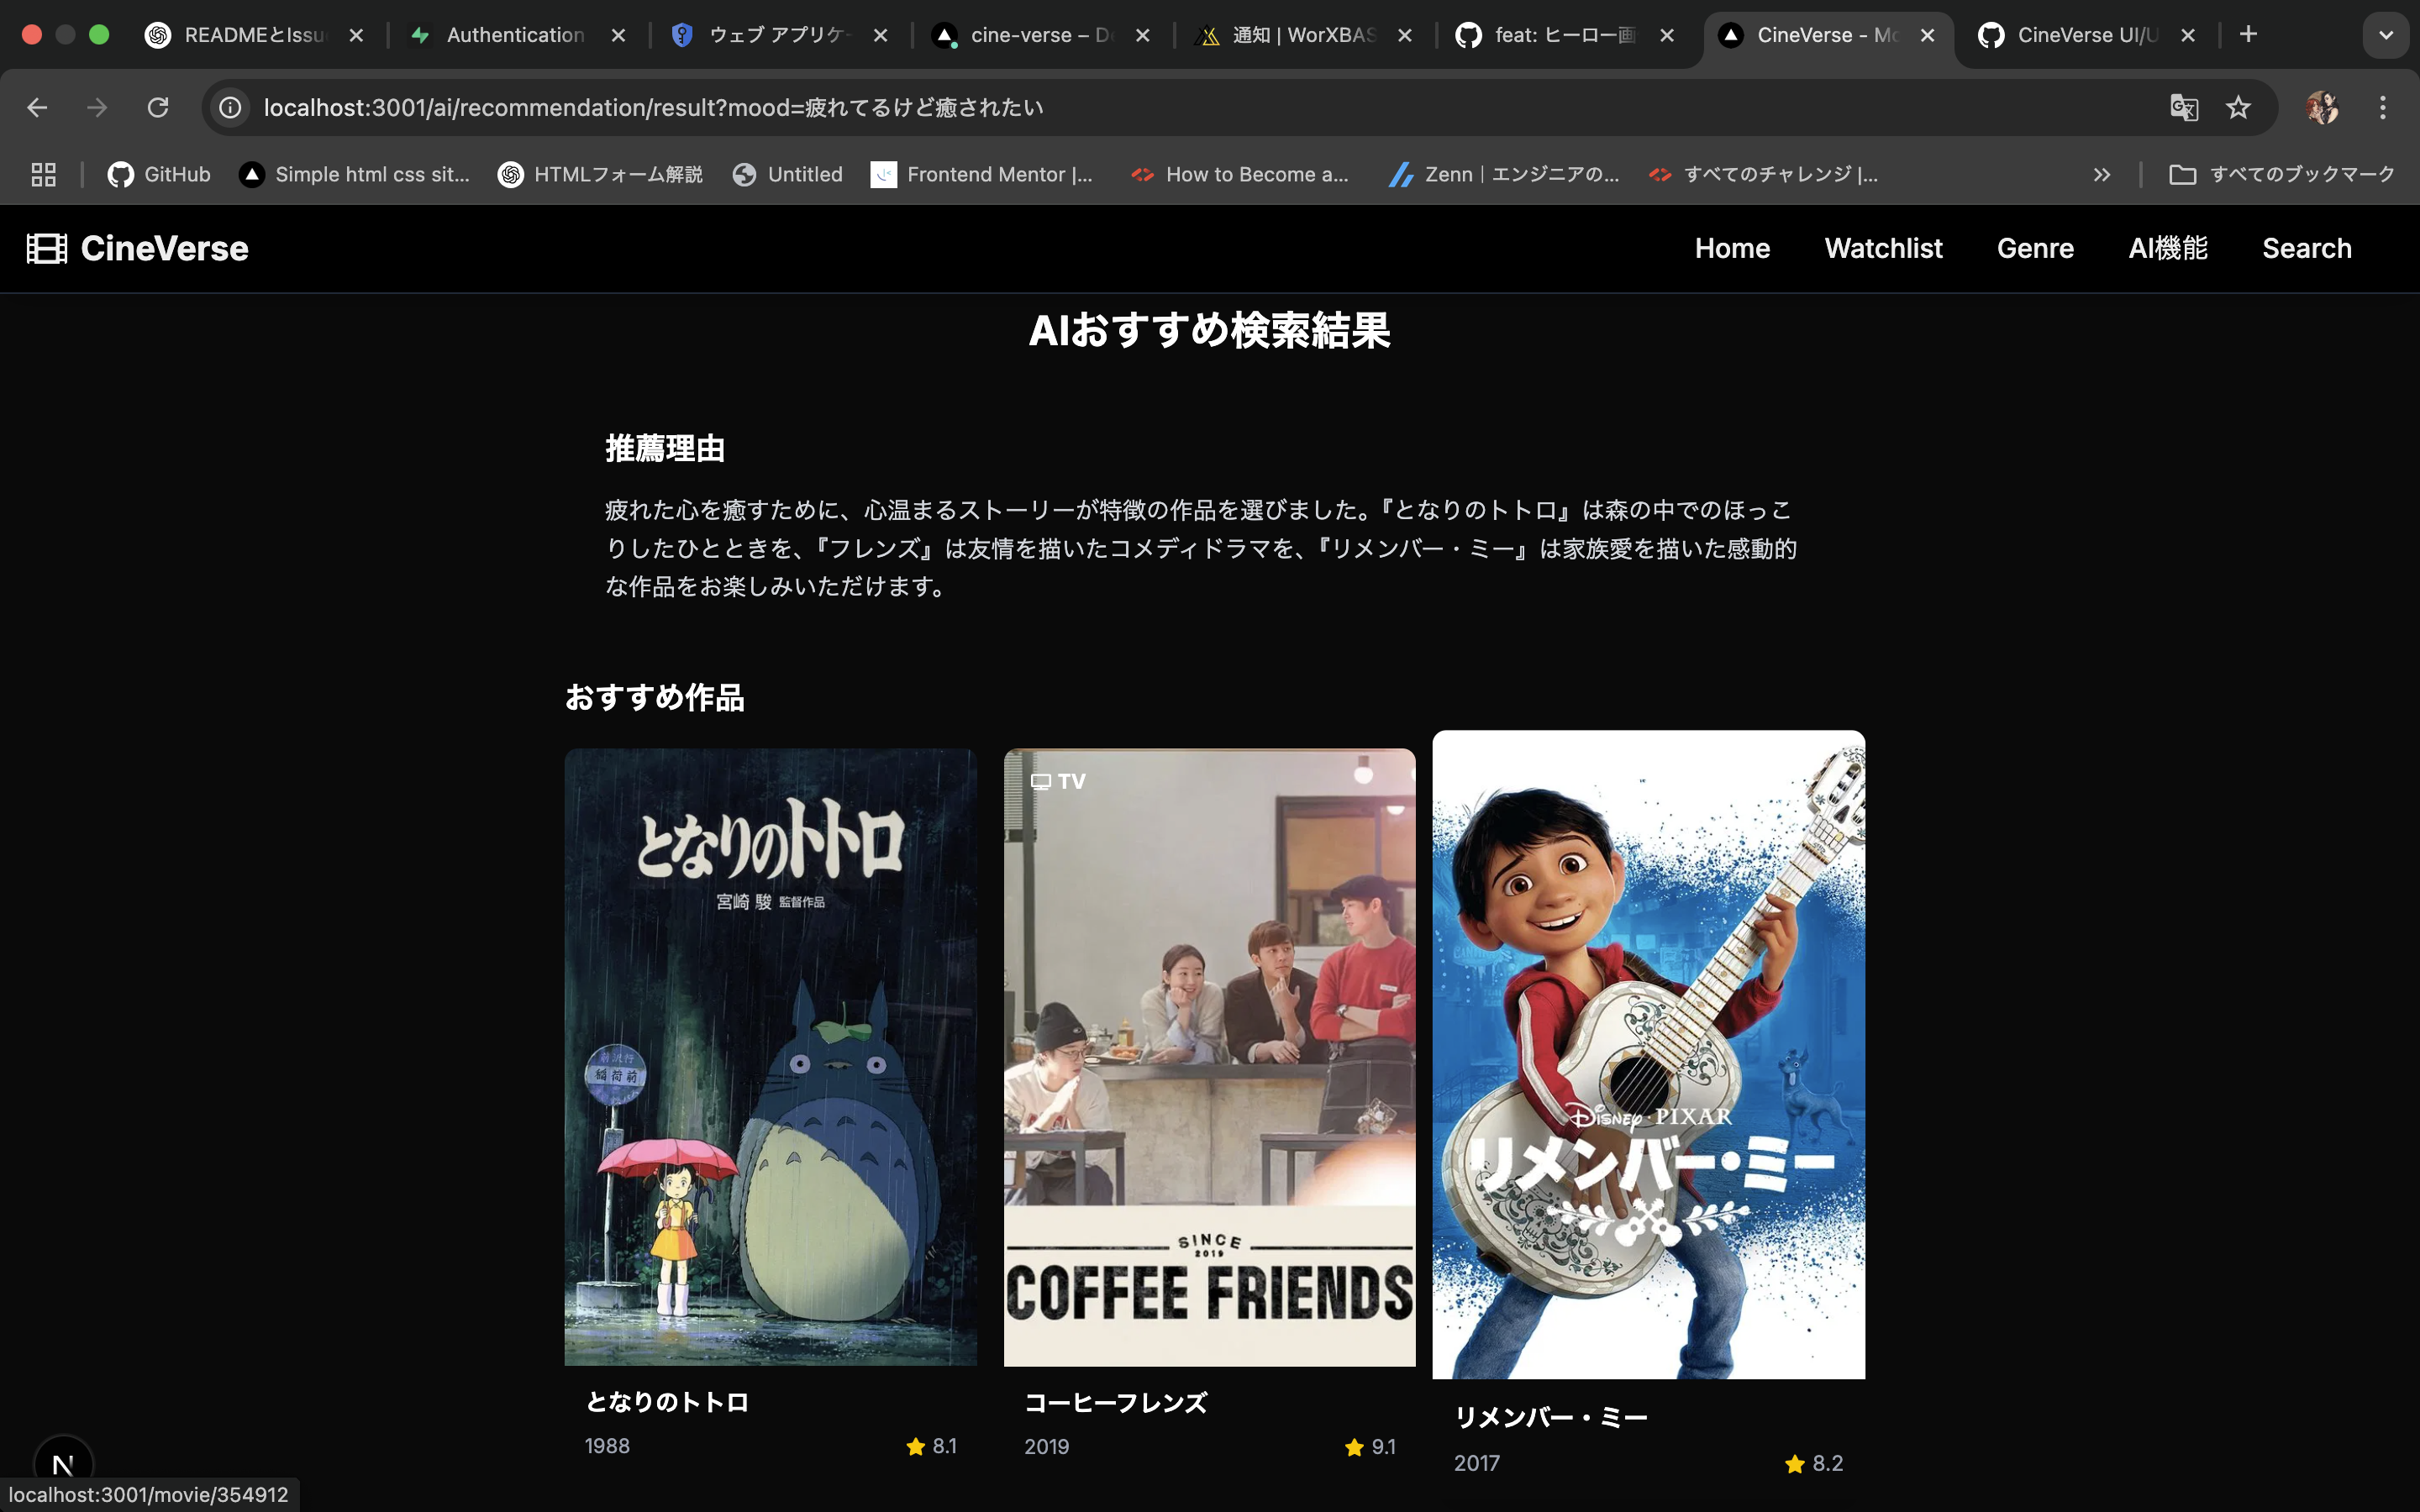 READMEとIssu
Authentication
ウェブ アプリケー
cine-verse – De
通知 | WorXBAS
feat: ヒーロー画
CineVerse - Mo
CineVerse UI/U
localhost:3001/ai/recommendation/result?mood=疲れてるけど癒されたい
GitHub
Simple html css sit...
HTMLフォーム解説
Untitled
Frontend Mentor |...
How to Become a...
Zenn | エンジニアの...
すべてのチャレンジ |...
すべてのブックマーク
CineVerse
Home
Watchlist
Genre
AI機能
Search
AIおすすめ検索結果
推薦理由
疲れた心を癒すために、心温まるストーリーが特徴の作品を選びました。『となりのトトロ』は森の中でのほっこ
りしたひとときを、『フレンズ』は友情を描いたコメディドラマを、『リメンバー・ミー』は家族愛を描いた感動的
な作品をお楽しみいただけます。
おすすめ作品
となりのトトロ
宮崎 駿 監督作品
稲荷前
TV
SINCE
2019
COFFEE FRIENDS
DISNEY·PIXAR
リメンバー・ミー
となりのトトロ
1988
8.1
コーヒーフレンズ
2019
9.1
リメンバー・ミー
2017
8.2
N
localhost:3001/movie/354912